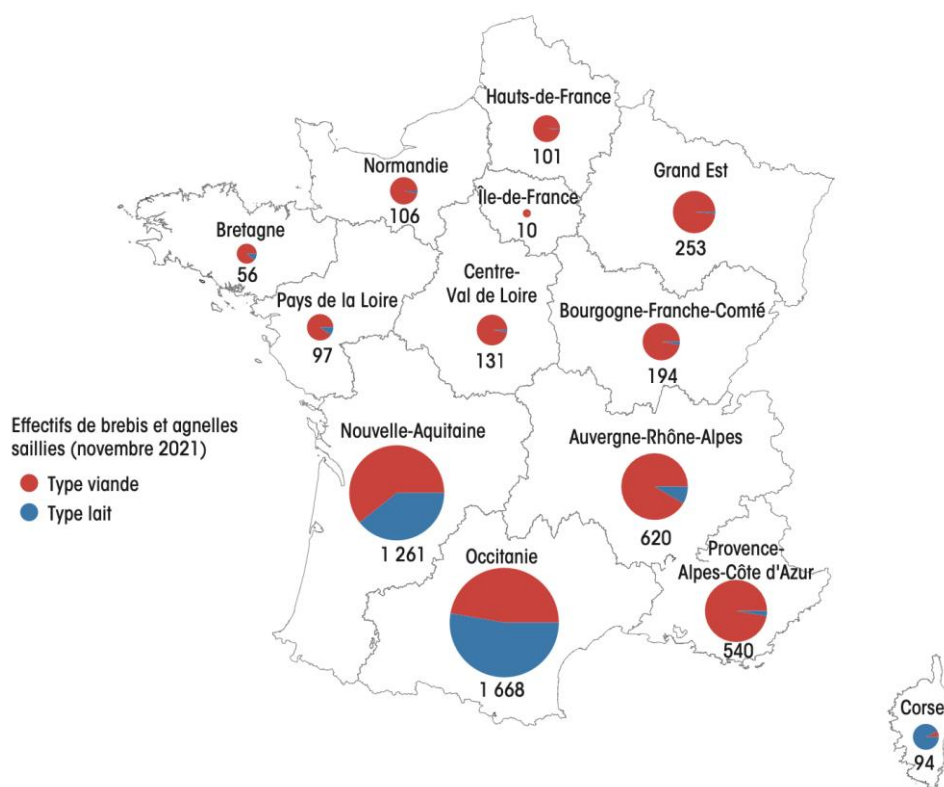 Hauts-de-France
101
Normandie
106
Île-de-France
10
Grand Est
253
Bretagne
56
Pays de la Loire
97
Centre-
Val de Loire
131
Bourgogne-Franche-Comté
194
Effectifs de brebis et agnelles
saillies (novembre 2021)
Type viande
Type lait
Nouvelle-Aquitaine
1 261
Auvergne-Rhône-Alpes
620
Occitanie
1 668
Provence-
Alpes-Côte d'Azur
540
Corse
94